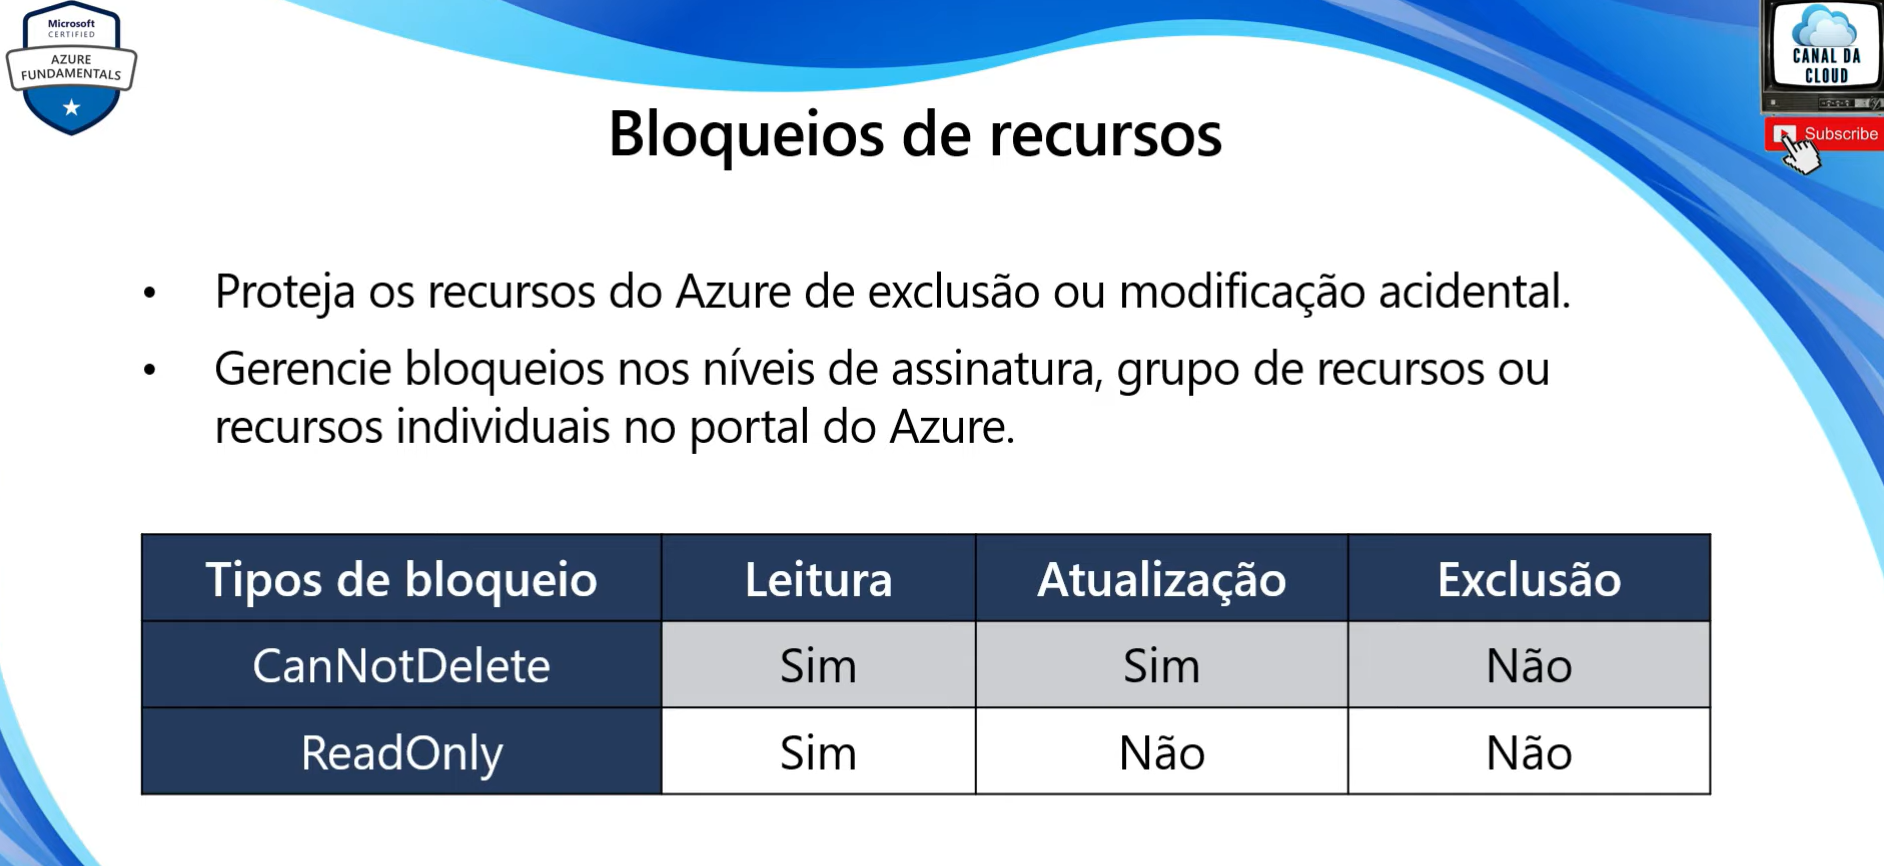 Microsoft
CERTIFIED
AZURE
FUNDAMENTALS
CANAL DA
CLOUD
Subscribe
Bloqueios de recursos
• Proteja os recursos do Azure de exclusão ou modificação acidental.
• Gerencie bloqueios nos níveis de assinatura, grupo de recursos ou
recursos individuais no portal do Azure.
Tipos de bloqueio Leitura Atualização Exclusão
CanNotDelete Sim Sim Não
ReadOnly Sim Não Não